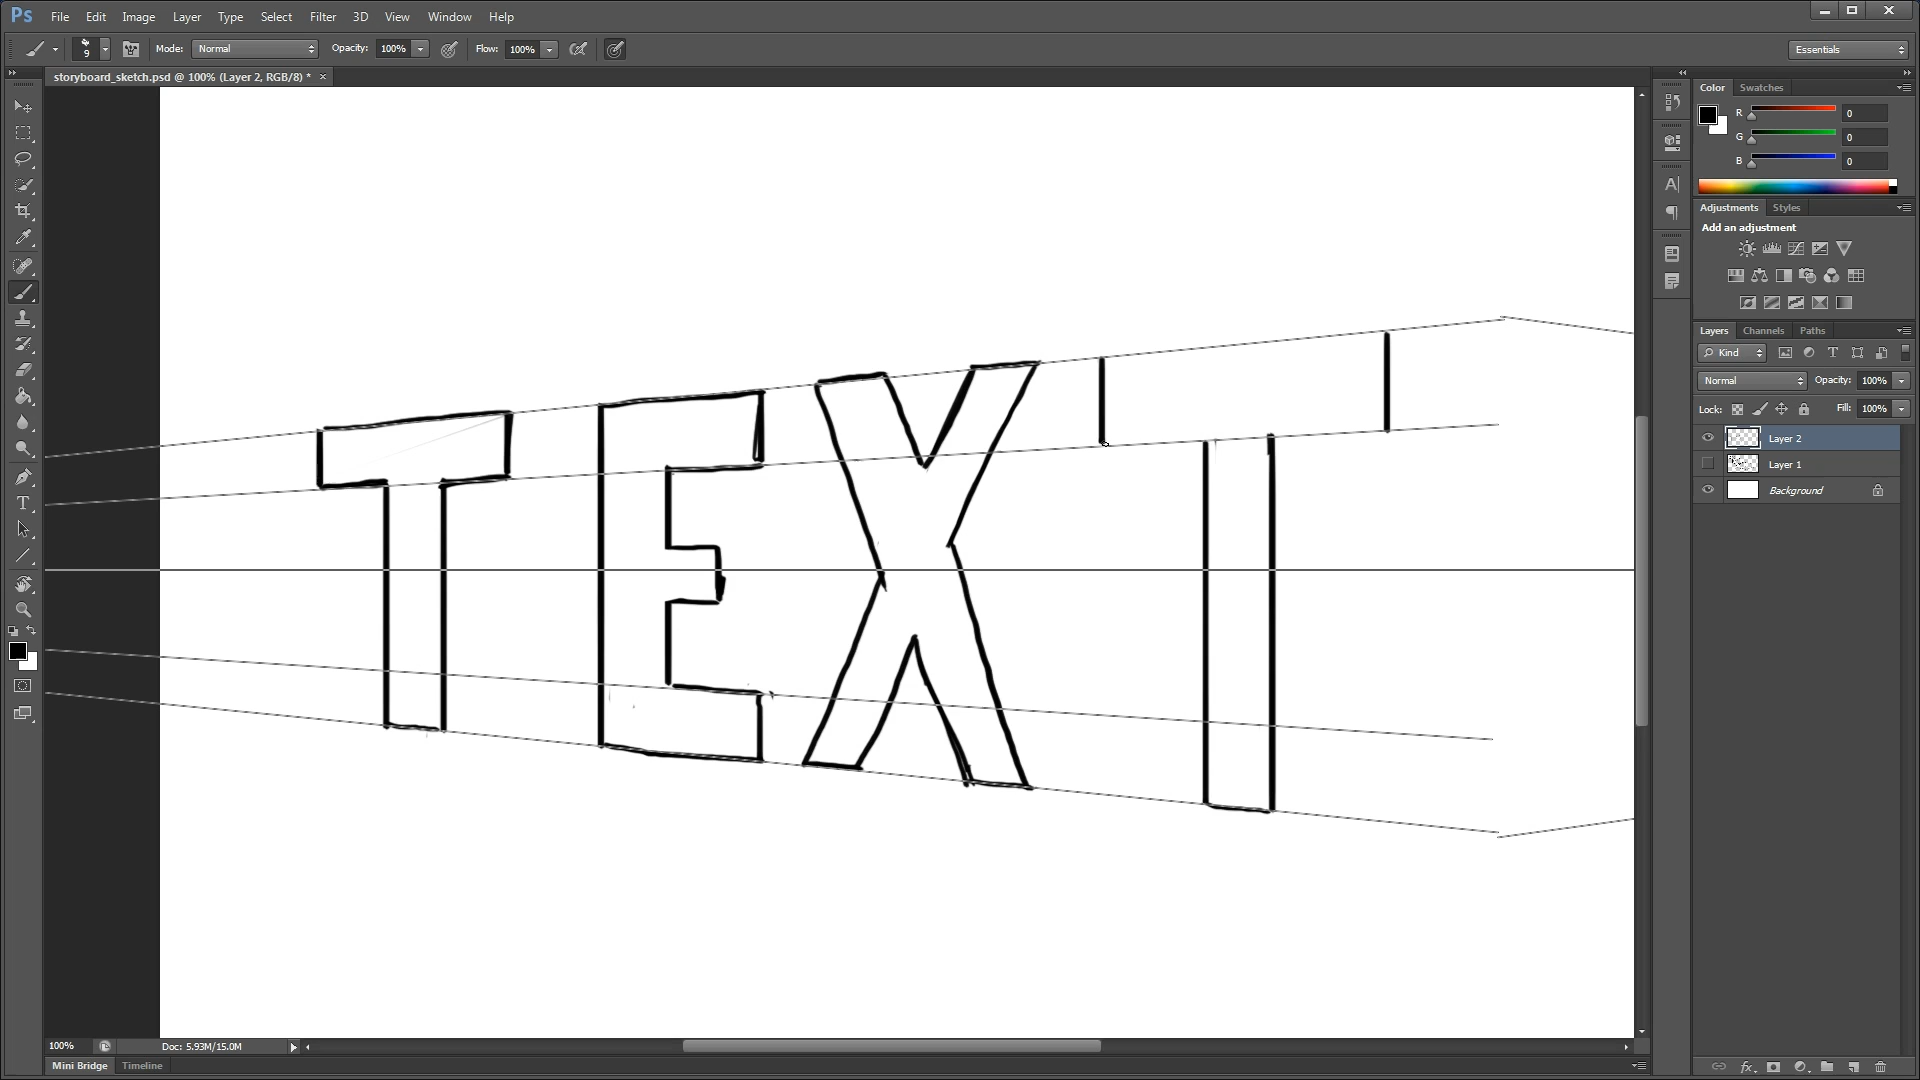 Ps File Edit Image Layer Type Select Filter 3D View Window Help
9 Mode: Normal Opacity: 100% Flow: 100% Essentials
storyboard_sketch.psd @ 100% (Layer 2, RGB/8) * ×
Color Swatches
R 0
G 0
B 0
Adjustments Styles
Add an adjustment
Layers Channels Paths
Kind
Normal Opacity: 100%
Lock: Fill: 100%
Layer 2
Layer 1
Background
TEXT
100% Doc: 5.93M/15.0M
Mini Bridge Timeline